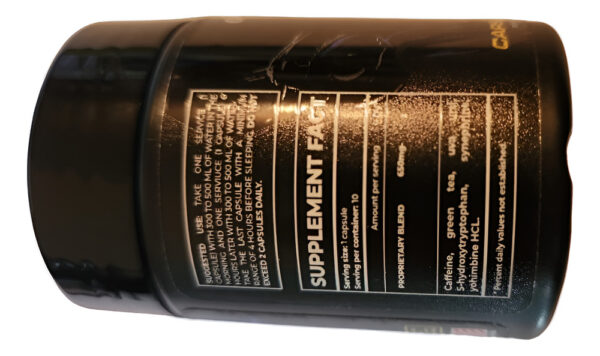 SUGGESTED USE: TAKE ONE
CAPSULE) WITH 300 TO 500 ML OF WATER IN THE
MORNING AND ONE SERVIUCE (1 CAPSULE) 6
HOURS LATER WITH 300 TO 500 ML OF WATER.
TAKE THE LAST CAPSULE WITH A MINIMUM
RANGE OF 4 HOURS BEFORE SLEEPING. DO NOT
EXCEED 2 CAPSULES DAILY.
SUPPLEMENT FACT
Serving size: 1 capsule
Serving per container: 10
Amount per serving
PROPRIETARY BLEND 650mg
Caffeine, green tea,
5-hydroxytryptophan,
yohimbine HCL.
*Percent daily values not established.